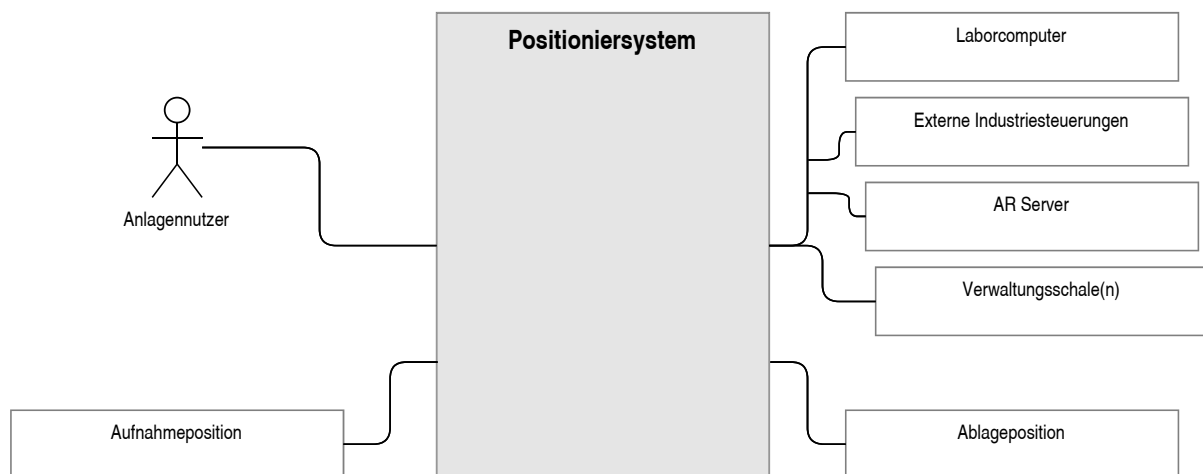 Positioniersystem
Laborcomputer
Externe Industriesteuerungen
AR Server
Anlagennutzer
Verwaltungsschale(n)
Aufnahmeposition
Ablageposition